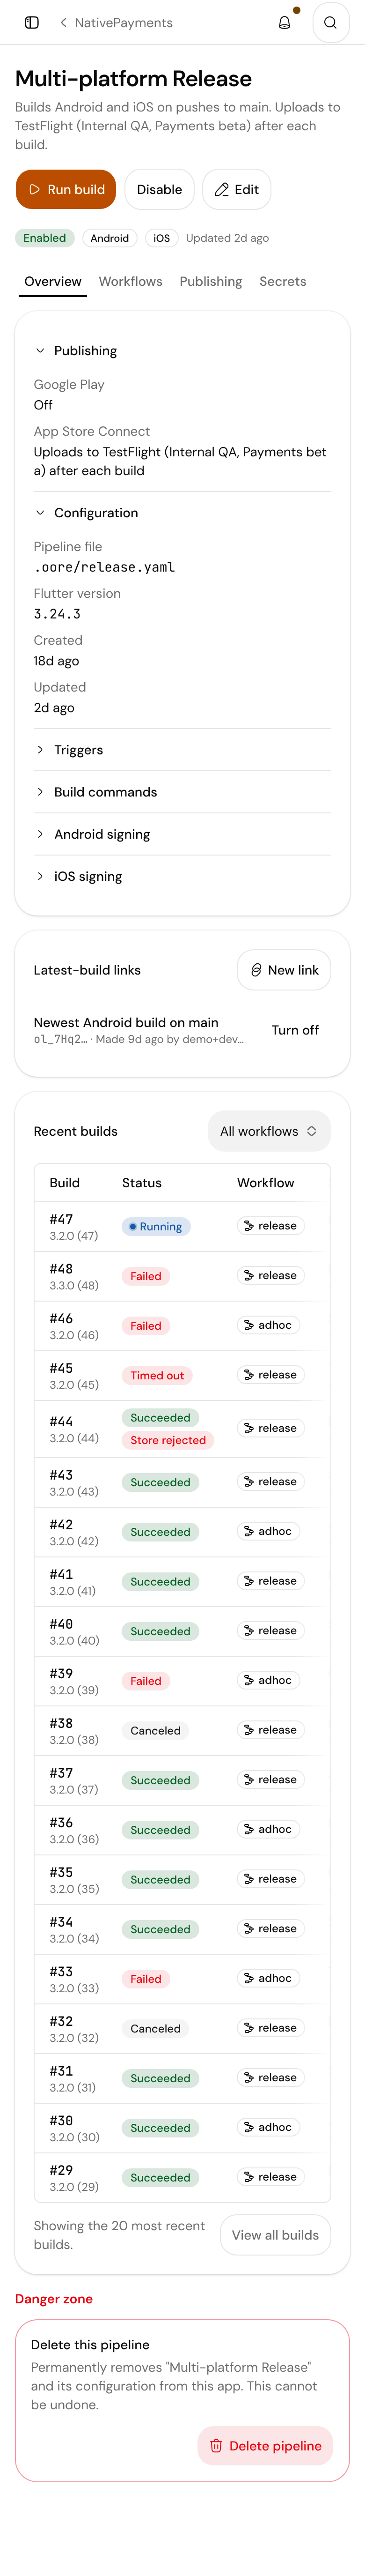 NativePayments
Multi-platform Release
Builds Android and iOS on pushes to main. Uploads to
TestFlight (Internal QA, Payments beta) after each
build.
Run build
Disable
Edit
Enabled
Android
iOS
Updated 2d ago
Overview
Workflows
Publishing
Secrets
Publishing
Google Play
Off
App Store Connect
Uploads to TestFlight (Internal QA, Payments bet
a) after each build
Configuration
Pipeline file
.oore/release.yaml
Flutter version
3.24.3
Created
18d ago
Updated
2d ago
Triggers
Build commands
Android signing
iOS signing
Latest-build links
New link
Newest Android build on main
ol_7Hq2… · Made 9d ago by demo+dev…
Turn off
Recent builds
All workflows
Build Status Workflow
#47
3.2.0 (47)
Running
release
#48
3.3.0 (48)
Failed
release
#46
3.2.0 (46)
Failed
adhoc
#45
3.2.0 (45)
Timed out
release
#44
3.2.0 (44)
Succeeded
Store rejected
release
#43
3.2.0 (43)
Succeeded
release
#42
3.2.0 (42)
Succeeded
adhoc
#41
3.2.0 (41)
Succeeded
release
#40
3.2.0 (40)
Succeeded
release
#39
3.2.0 (39)
Failed
adhoc
#38
3.2.0 (38)
Canceled
release
#37
3.2.0 (37)
Succeeded
release
#36
3.2.0 (36)
Succeeded
adhoc
#35
3.2.0 (35)
Succeeded
release
#34
3.2.0 (34)
Succeeded
release
#33
3.2.0 (33)
Failed
adhoc
#32
3.2.0 (32)
Canceled
release
#31
3.2.0 (31)
Succeeded
release
#30
3.2.0 (30)
Succeeded
adhoc
#29
3.2.0 (29)
Succeeded
release
Showing the 20 most recent
builds.
View all builds
Danger zone
Delete this pipeline
Permanently removes "Multi-platform Release"
and its configuration from this app. This cannot
be undone.
Delete pipeline